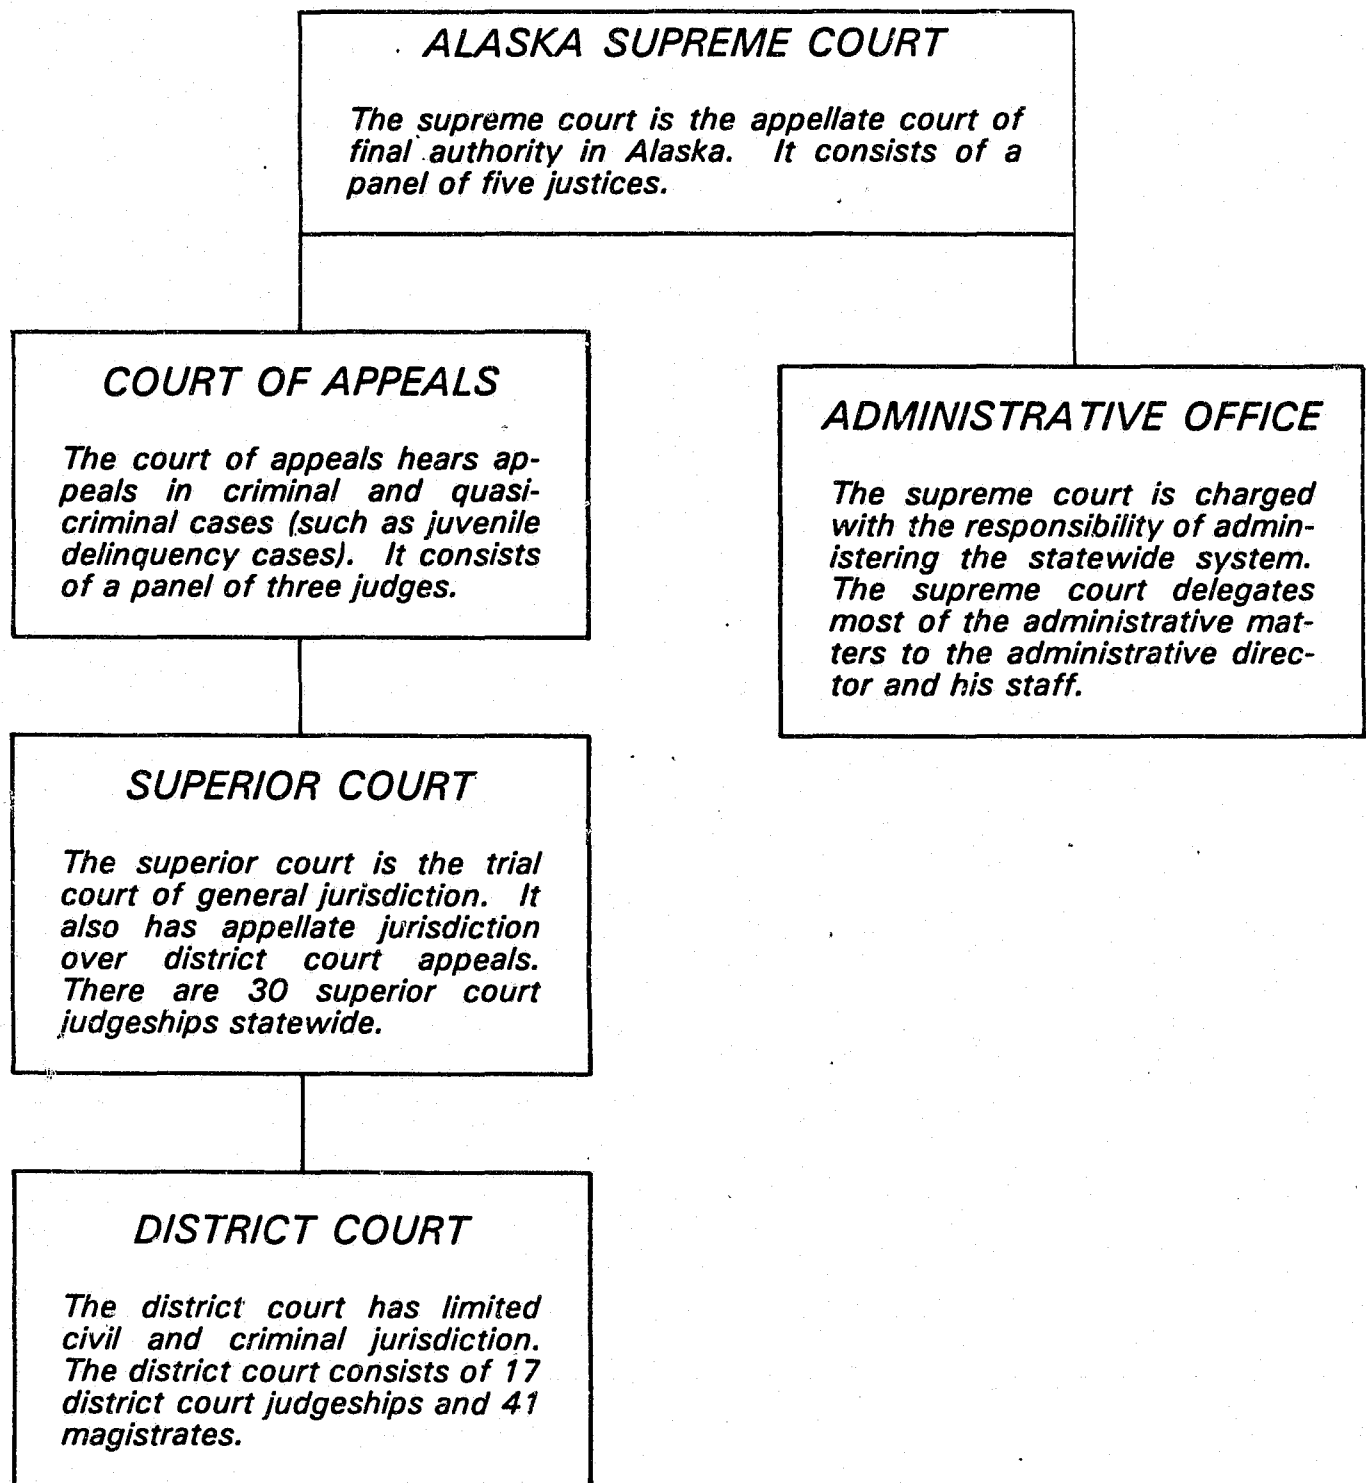 ALASKA SUPREME COURT
The supreme court is the appellate court of
final authority in Alaska. It consists of a
panel of five justices.
COURT OF APPEALS
The court of appeals hears ap-
peals in criminal and quasi-
criminal cases (such as juvenile
delinquency cases). It consists
of a panel of three judges.
ADMINISTRATIVE OFFICE
The supreme court is charged
with the responsibility of admin-
istering the statewide system.
The supreme court delegates
most of the administrative mat-
ters to the administrative direc-
tor and his staff.
SUPERIOR COURT
The superior court is the trial
court of general jurisdiction. It
also has appellate jurisdiction
over district court appeals.
There are 30 superior court
judgeships statewide.
DISTRICT COURT
The district court has limited
civil and criminal jurisdiction.
The district court consists of 17
district court judgeships and 41
magistrates.